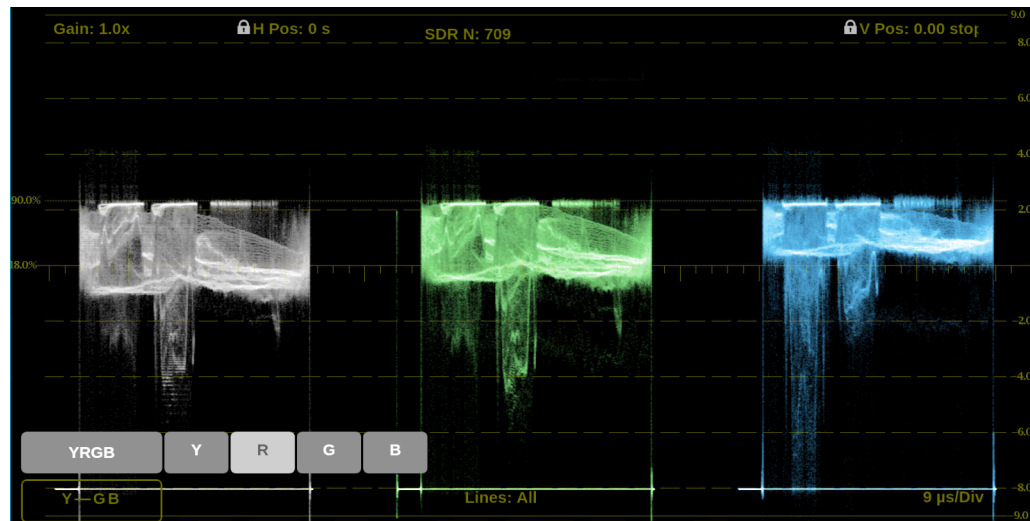 Gain: 1.0x
H Pos: 0 s
SDR N: 709
V Pos: 0.00 stop
9.0
8.0
6.0
4.0
90.0%
2.0
18.0%
-2.0
-4.0
-6.0
YRGB
Y
R
G
B
-8.0
Y—GB
Lines: All
9 µs/Div
9.0